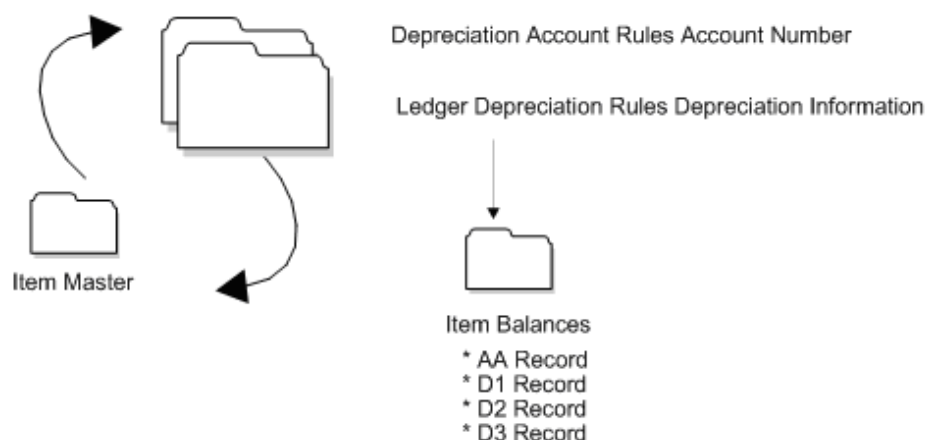 Depreciation Account Rules Account Number
Ledger Depreciation Rules Depreciation Information
Item Master
Item Balances
* AA Record
* D1 Record
* D2 Record
* D3 Record